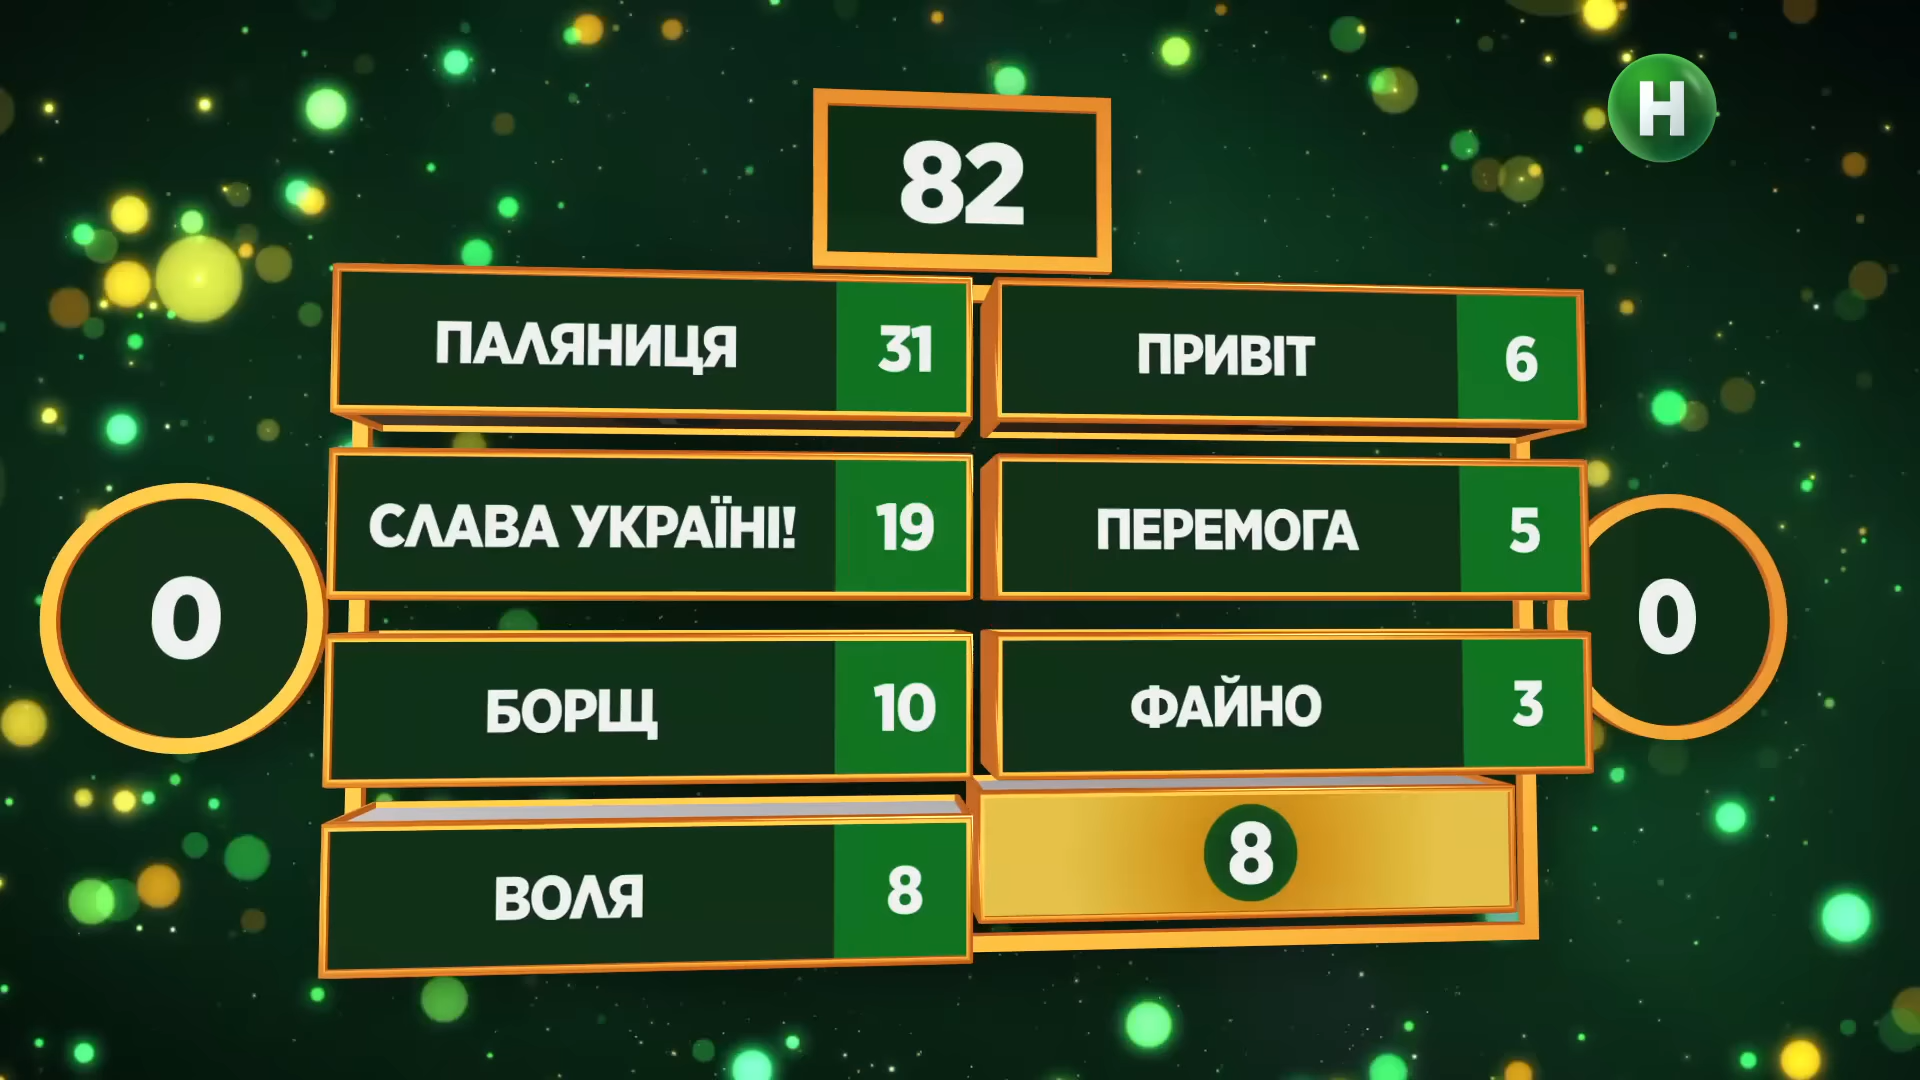 Н
82
ПАЛЯНИЦЯ 31
ПРИВІТ 6
СЛАВА УКРАЇНІ! 19
ПЕРЕМОГА 5
0
0
БОРЩ 10
ФАЙНО 3
ВОЛЯ 8
8